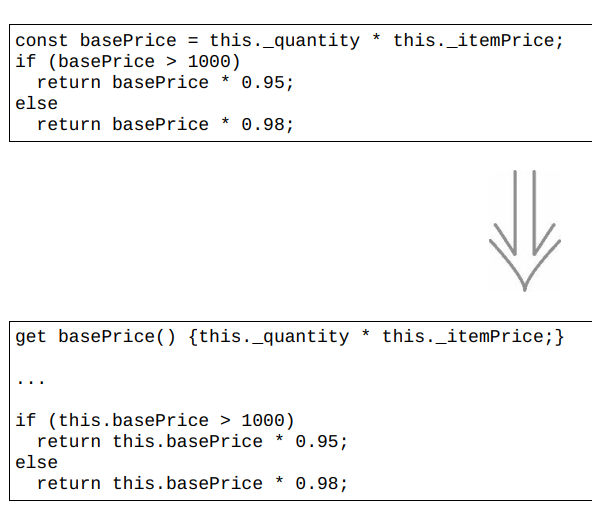 const basePrice = this._quantity * this._itemPrice;
if (basePrice > 1000)
  return basePrice * 0.95;
else
  return basePrice * 0.98;
get basePrice() {this._quantity * this._itemPrice;}
...
if (this.basePrice > 1000)
  return this.basePrice * 0.95;
else
  return this.basePrice * 0.98;